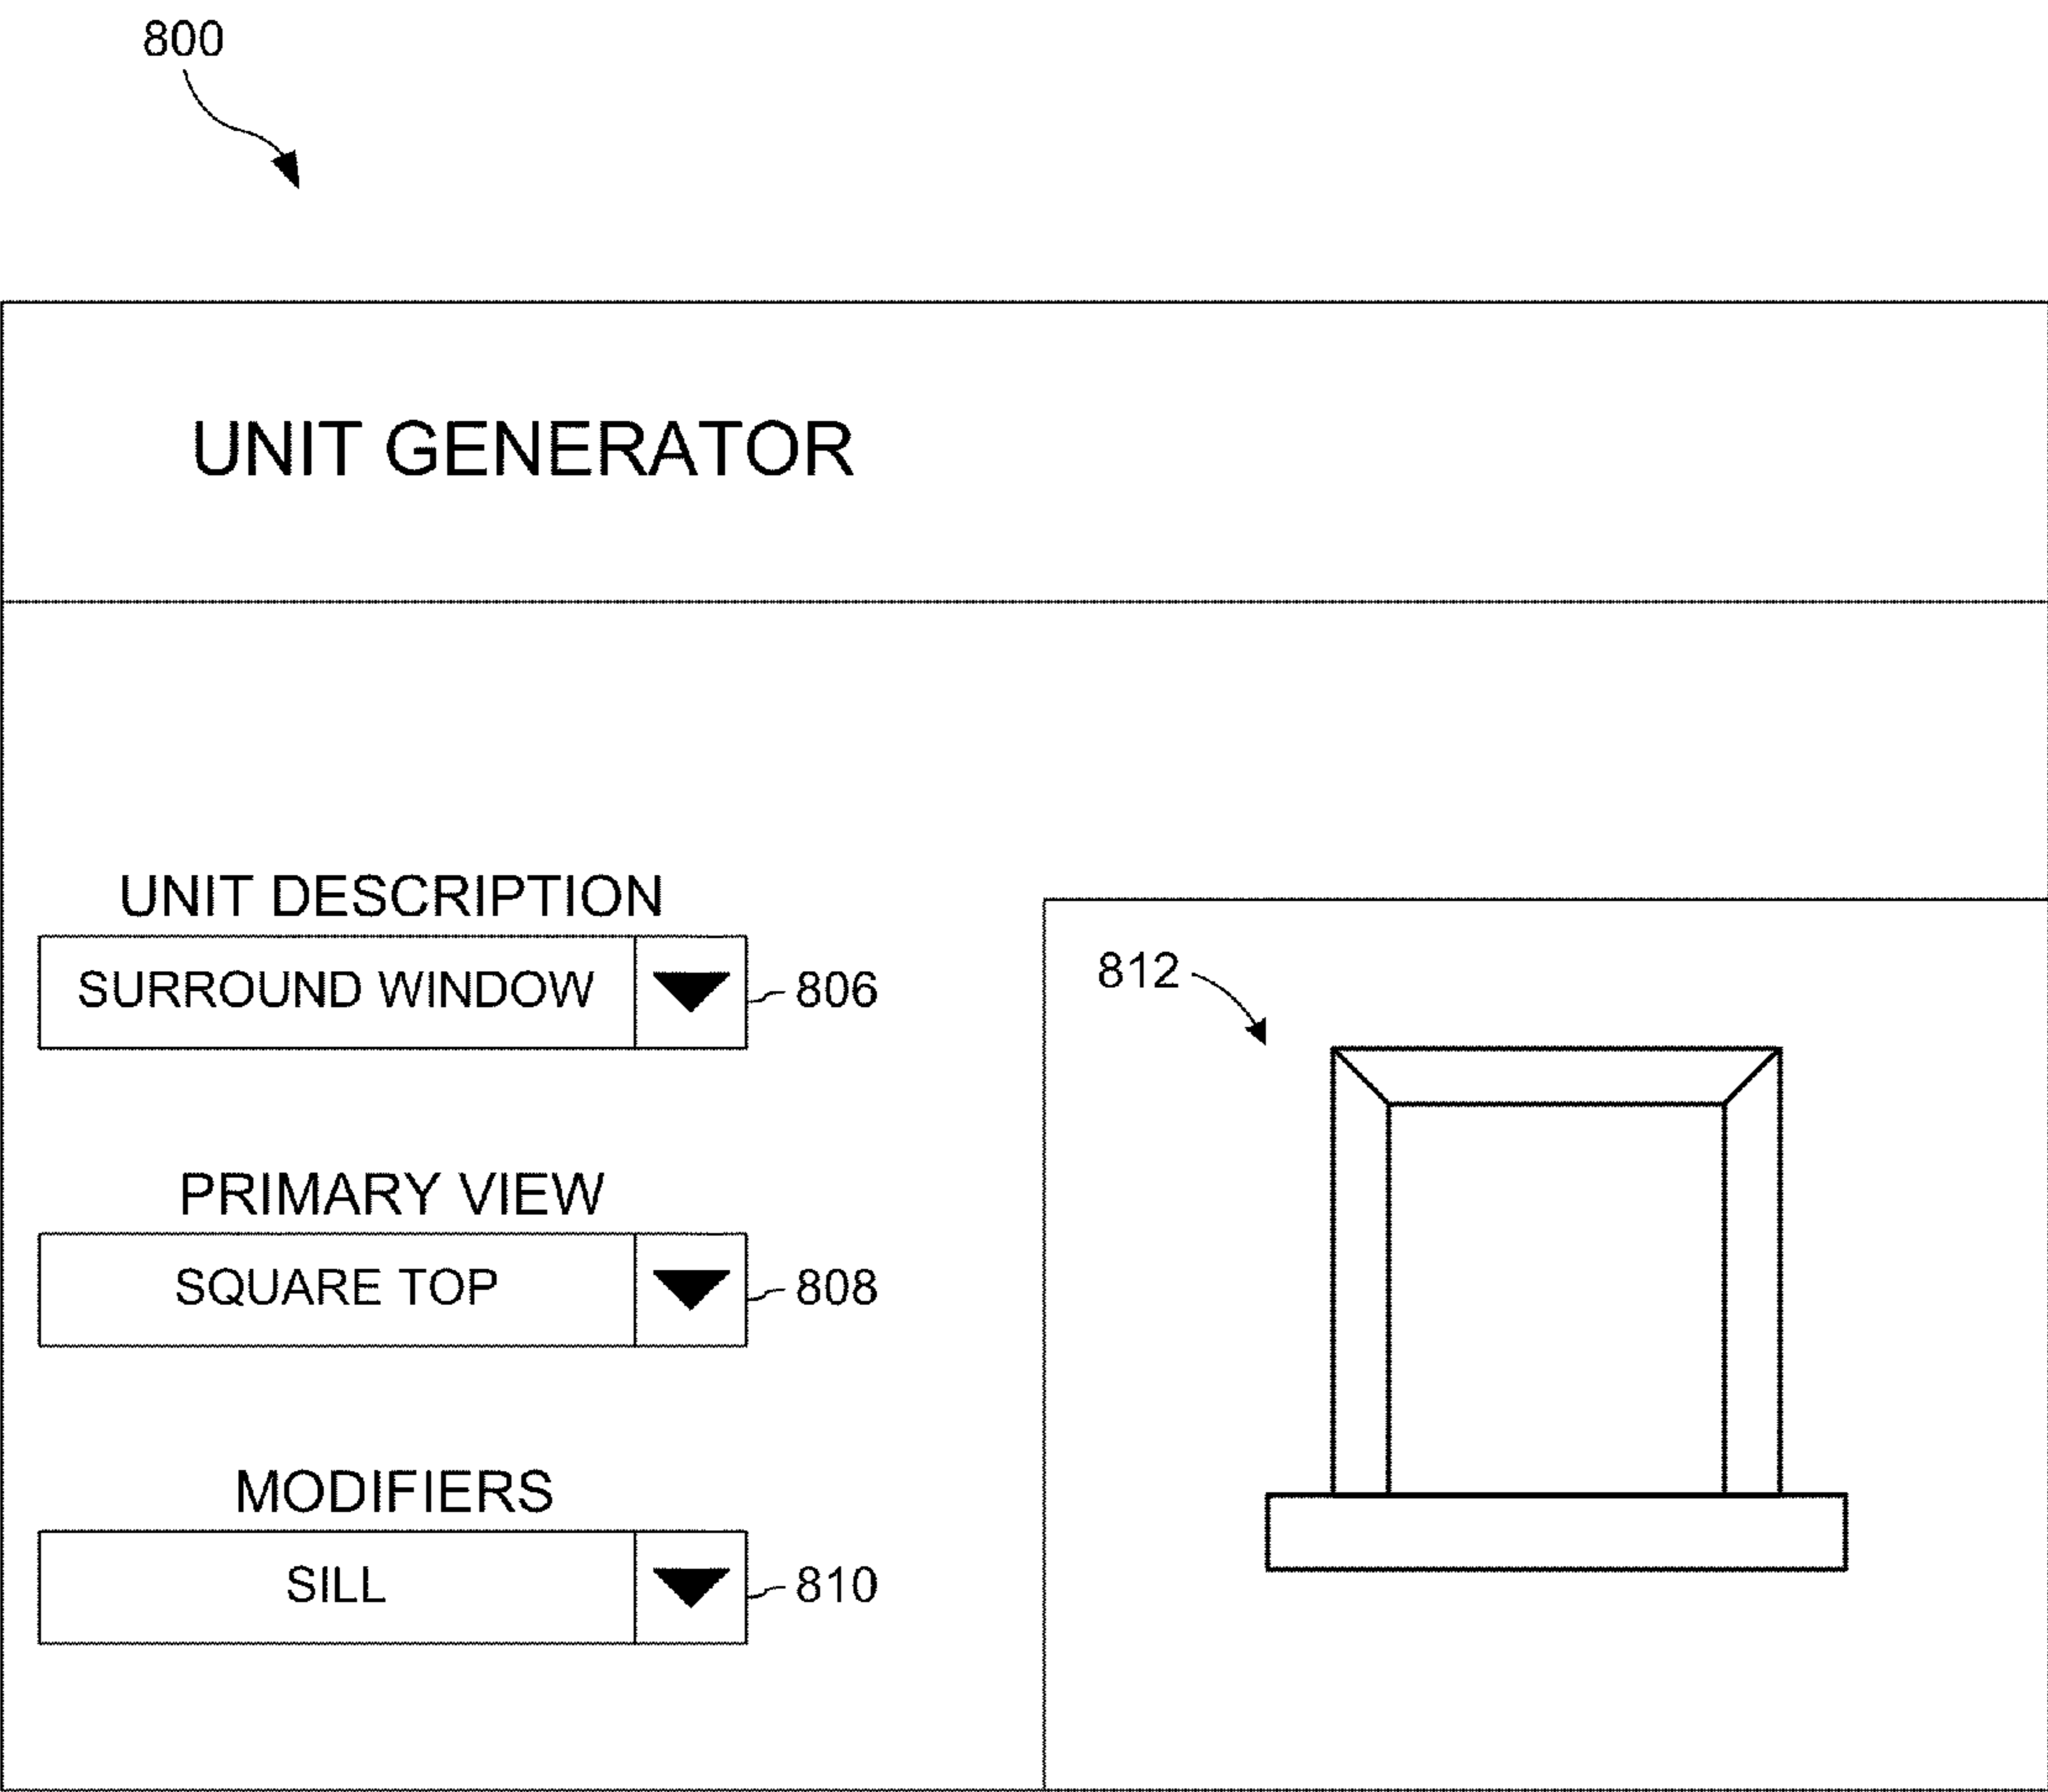 800
UNIT GENERATOR
UNIT DESCRIPTION
SURROUND WINDOW
806
PRIMARY VIEW
SQUARE TOP
808
MODIFIERS
SILL
810
812